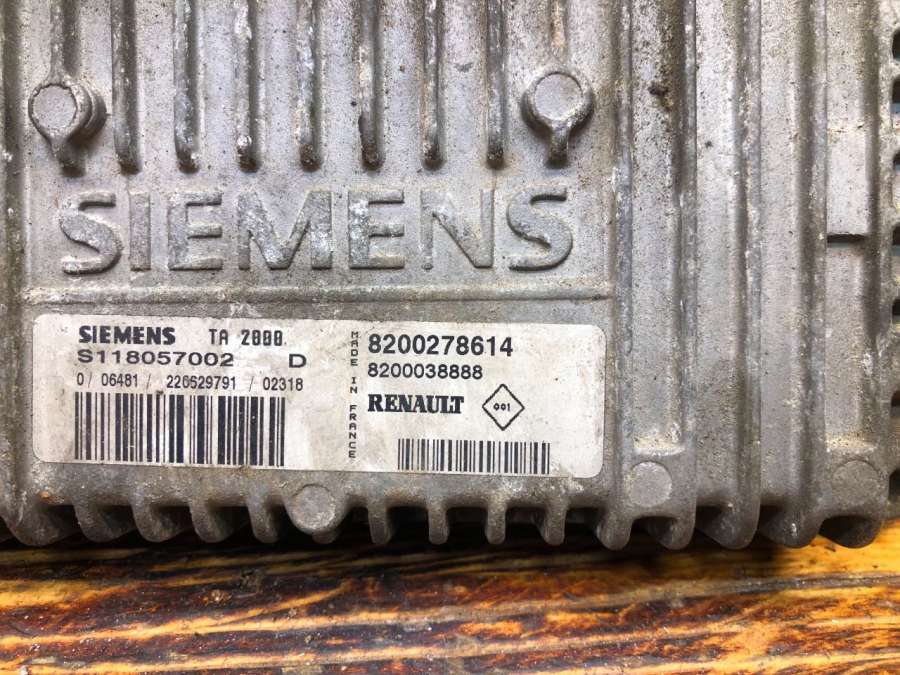 SIEMENS
SIEMENS TA 2000.
S118057002 D
0/ 06481/ 226629791 / 02318
MADE IN FRANCE
8200278614
8200038888
RENAULT 001